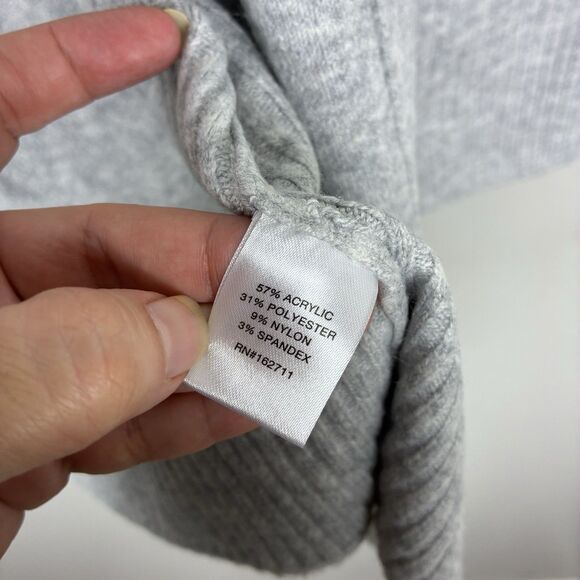 57% ACRYLIC
31% POLYESTER
9% NYLON
3% SPANDEX
RN#162711